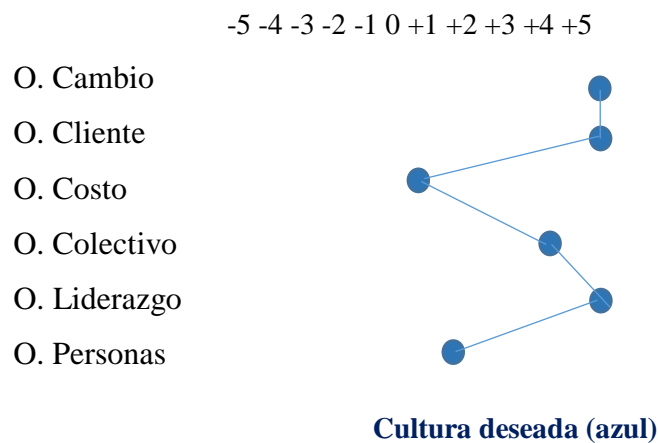 -5 -4 -3 -2 -1 0 +1 +2 +3 +4 +5
O. Cambio
O. Cliente
O. Costo
O. Colectivo
O. Liderazgo
O. Personas
Cultura deseada (azul)